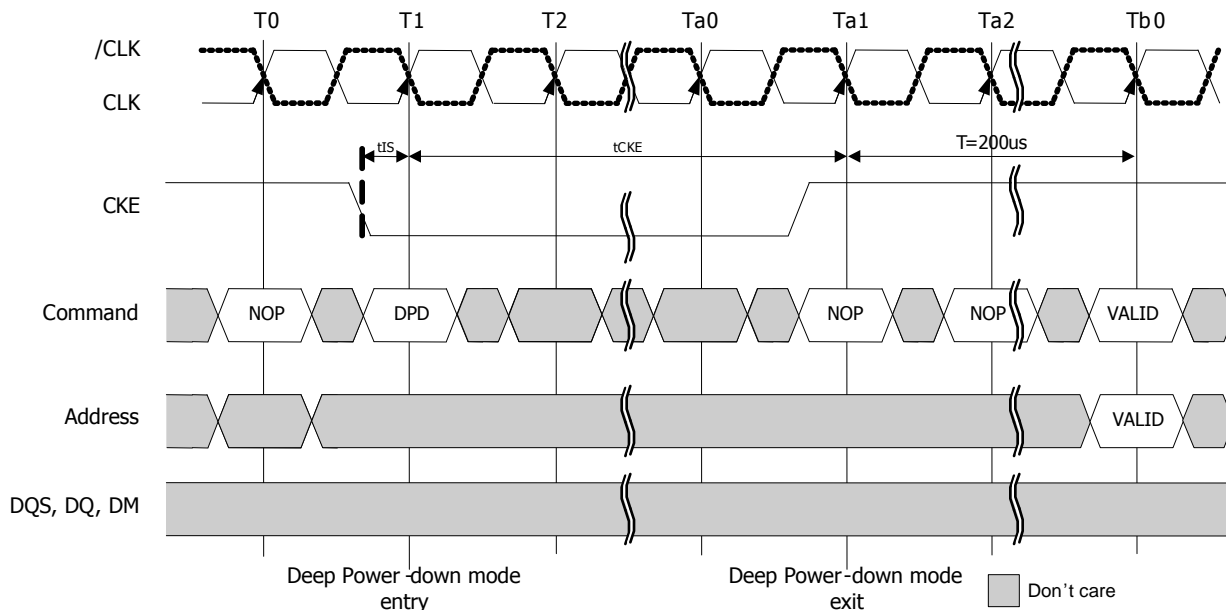 T0 T1 T2 Ta0 Ta1 Ta2 Tb0
/CLK
CLK
tIS tCKE T=200us
CKE
Command NOP DPD NOP NOP VALID
Address VALID
DQS, DQ, DM
Deep Power-down mode entry
Deep Power-down mode exit
Don't care